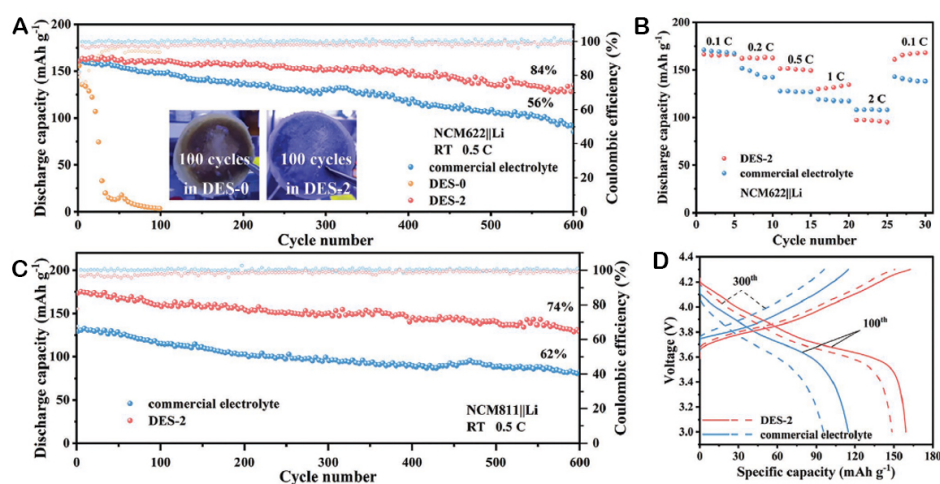 A
200
150
100
50
0
Discharge capacity (mAh g⁻¹)
100
80
60
40
20
0
Coulombic efficiency (%)
84%
56%
100 cycles
in DES-0
100 cycles
in DES-2
NCM622||Li
RT 0.5 C
commercial electrolyte
DES-0
DES-2
0 100 200 300 400 500 600
Cycle number
B
200
150
100
50
0
Discharge capacity (mAh g⁻¹)
0.1 C
0.2 C
0.5 C
1 C
2 C
0.1 C
DES-2
commercial electrolyte
NCM622||Li
0 5 10 15 20 25 30
Cycle number
C
200
150
100
50
0
Discharge capacity (mAh g⁻¹)
100
80
60
40
20
0
Coulombic efficiency (%)
74%
62%
commercial electrolyte
DES-2
NCM811||Li
RT 0.5 C
0 100 200 300 400 500 600
Cycle number
D
4.3
4.0
3.8
3.6
3.4
3.0
Voltage (V)
300th
100th
DES-2
commercial electrolyte
0 30 60 90 120 150 180
Specific capacity (mAh g⁻¹)